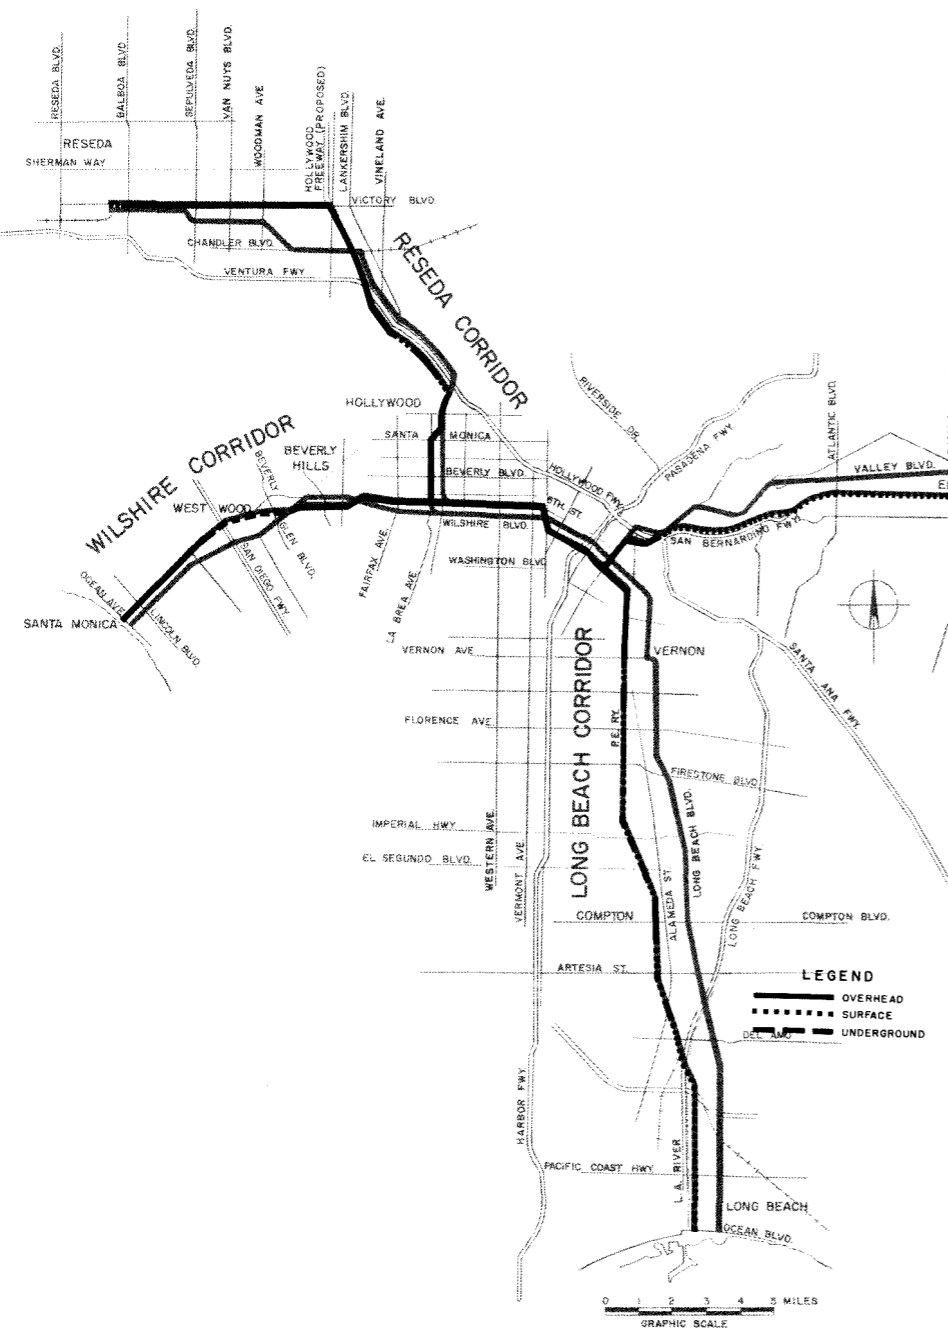 RESEDA BLVD.
BALBOA BLVD.
SEPULVEDA BLVD.
VAN NUYS BLVD.
WOODMAN AVE.
HOLLYWOOD
FREEWAY (PROPOSED)
LANKERSHIM BLVD.
VINELAND AVE.
RESEDA
SHERMAN WAY
VICTORY BLVD.
CHANDLER BLVD.
VENTURA FWY.
RESEDA CORRIDOR
HOLLYWOOD
RIVERSIDE DR.
PASADENA FWY.
ATLANTIC BLVD.
WILSHIRE CORRIDOR
BEVERLY
HILLS
SANTA MONICA
BEVERLY BLVD.
HOLLYWOOD FWY.
VALLEY BLVD.
WEST WOOD
BEVERLY
GLEN BLVD.
6TH ST.
WILSHIRE BLVD.
SAN BERNARDINO FWY.
SAN DIEGO FWY.
FAIRFAX AVE.
LA BREA AVE.
WASHINGTON BLVD.
OCEAN AVE.
LINCOLN BLVD.
SANTA MONICA
VERNON AVE.
VERNON
SANTA ANA FWY.
LONG BEACH CORRIDOR
P.E. RY.
FLORENCE AVE.
FIRESTONE BLVD.
IMPERIAL HWY
EL SEGUNDO BLVD.
WESTERN AVE.
VERMONT AVE.
LONG BEACH BLVD.
ALAMEDA ST.
LONG BEACH FWY.
COMPTON
COMPTON BLVD.
ARTESIA ST.
LEGEND
OVERHEAD
SURFACE
UNDERGROUND
DEL AMO
HARBOR FWY.
PACIFIC COAST HWY.
L.A. RIVER
LONG BEACH
OCEAN BLVD.
0 1 2 3 4 5 MILES
GRAPHIC SCALE